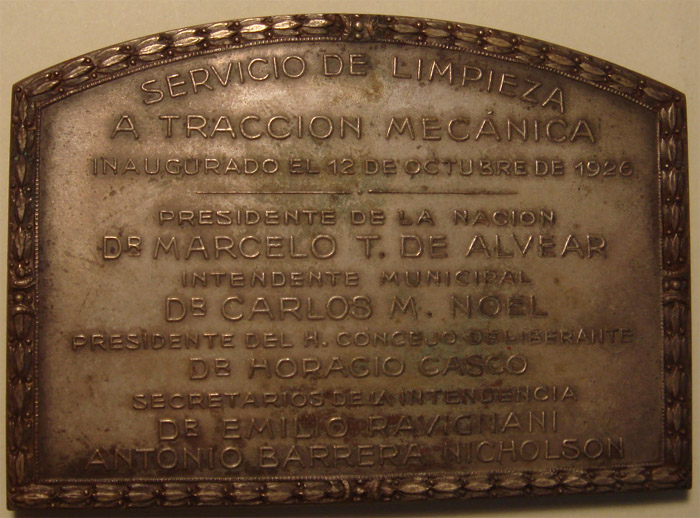 SERVICIO DE LIMPIEZA
A TRACCION MECÁNICA
INAUGURADO EL 12 DE OCTUBRE DE 1926
PRESIDENTE DE LA NACION
DR MARCELO T. DE ALVEAR
INTENDENTE MUNICIPAL
DR CARLOS M. NOEL
PRESIDENTE DEL H. CONCEJO DELIBERANTE
DR HORACIO CASCO
SECRETARIOS DE LA INTENDENCIA
DR EMILIO RAVIGNANI
ANTONIO BARRERA NICHOLSON